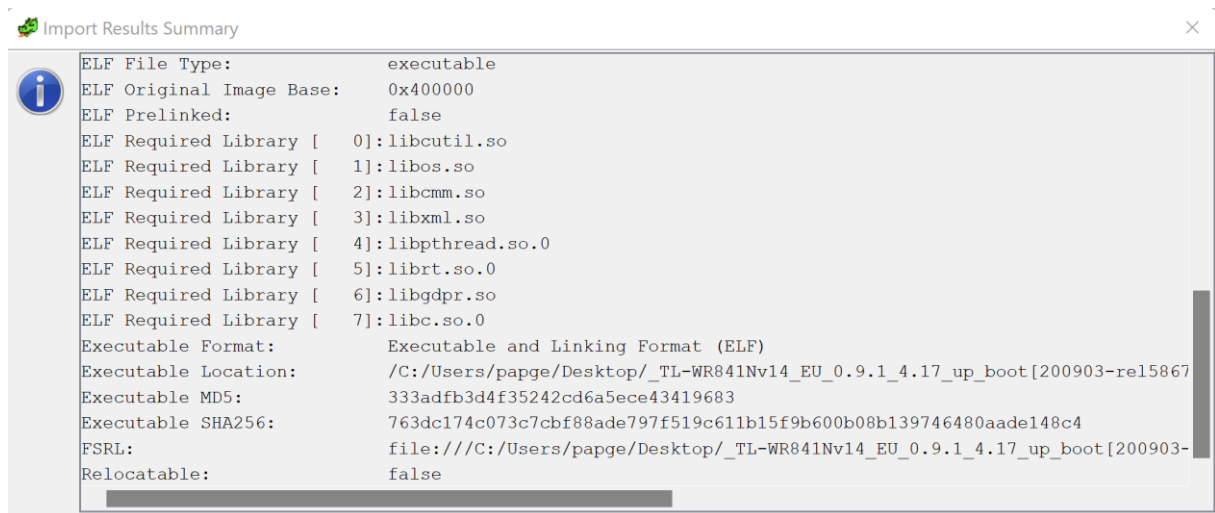 Import Results Summary
ELF File Type: executable
ELF Original Image Base: 0x400000
ELF Prelinked: false
ELF Required Library [ 0]:libcutil.so
ELF Required Library [ 1]:libos.so
ELF Required Library [ 2]:libcmm.so
ELF Required Library [ 3]:libxml.so
ELF Required Library [ 4]:libpthread.so.0
ELF Required Library [ 5]:librt.so.0
ELF Required Library [ 6]:libgdpr.so
ELF Required Library [ 7]:libc.so.0
Executable Format: Executable and Linking Format (ELF)
Executable Location: /C:/Users/papge/Desktop/_TL-WR841Nv14_EU_0.9.1_4.17_up_boot[200903-rel5867
Executable MD5: 333adfb3d4f35242cd6a5ece43419683
Executable SHA256: 763dc174c073c7cbf88ade797f519c611b15f9b600b08b139746480aade148c4
FSRL: file:///C:/Users/papge/Desktop/_TL-WR841Nv14_EU_0.9.1_4.17_up_boot[200903-
Relocatable: false